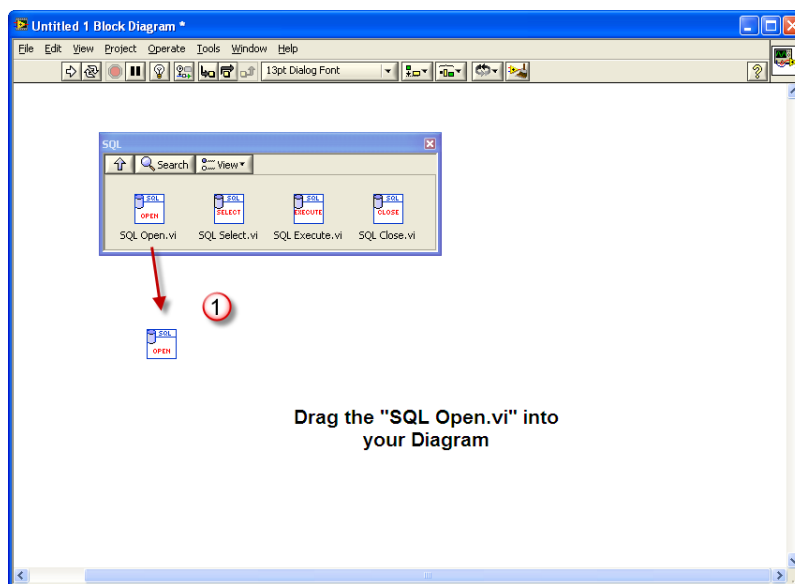 Untitled 1 Block Diagram *
File Edit View Project Operate Tools Window Help
13pt Dialog Font
?
SQL
Search View
SQL OPEN
SQL SELECT
SQL EXECUTE
SQL CLOSE
SQL Open.vi SQL Select.vi SQL Execute.vi SQL Close.vi
1
SQL
OPEN
Drag the "SQL Open.vi" into
your Diagram